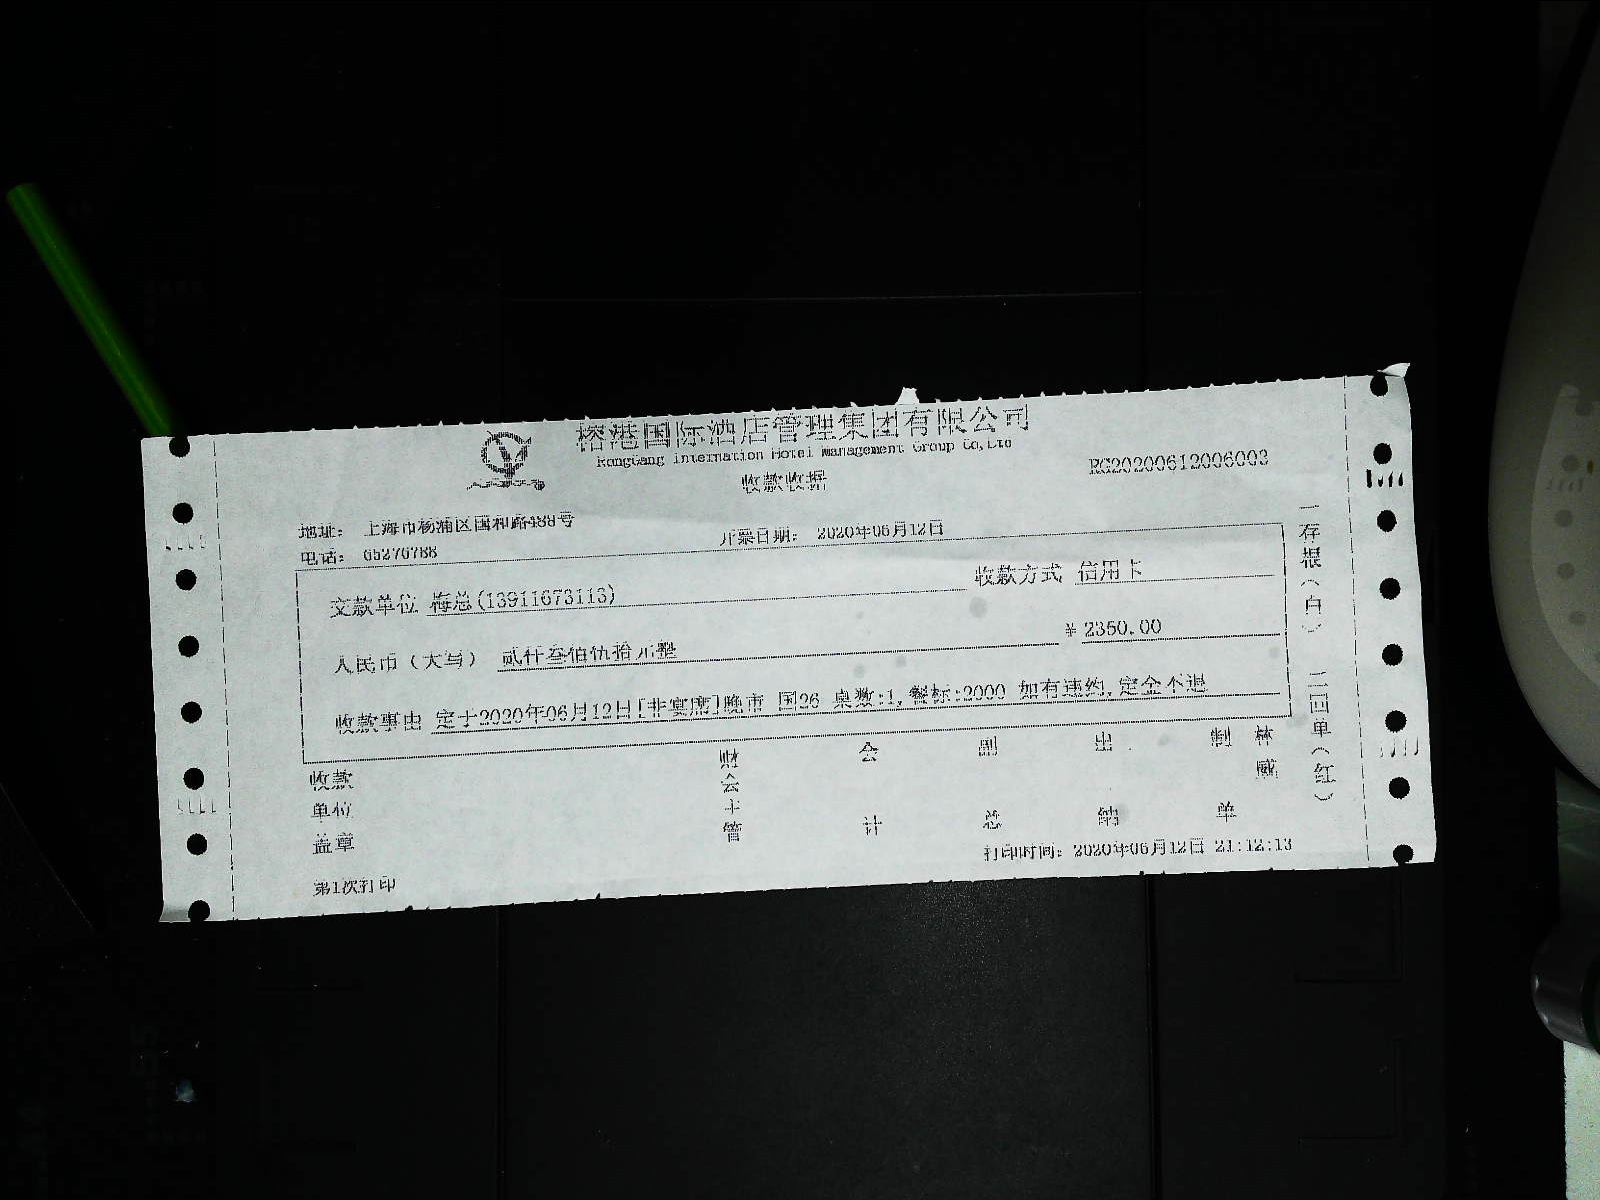 榕港国际酒店管理集团有限公司
RongGang internation Hotel Management Group Co,Ltd
收款收据
RG20200612006003
地址： 上海市杨浦区国和路488号
电话： 65276788
开票日期： 2020年06月12日
交款单位 梅总(13911673113)
收款方式 信用卡
人民币（大写） 贰仟叁佰伍拾元整
¥ 2350.00
收款事由 定于2020年06月12日[非宴席]晚市 国26 桌数:1,餐标:2000 如有违约,定金不退
收款单位盖章
财会主管
会计
副总
出纳
制单
林威
一存根（白） 二回单（红）
打印时间： 2020年06月12日 21:12:13
第1次打印